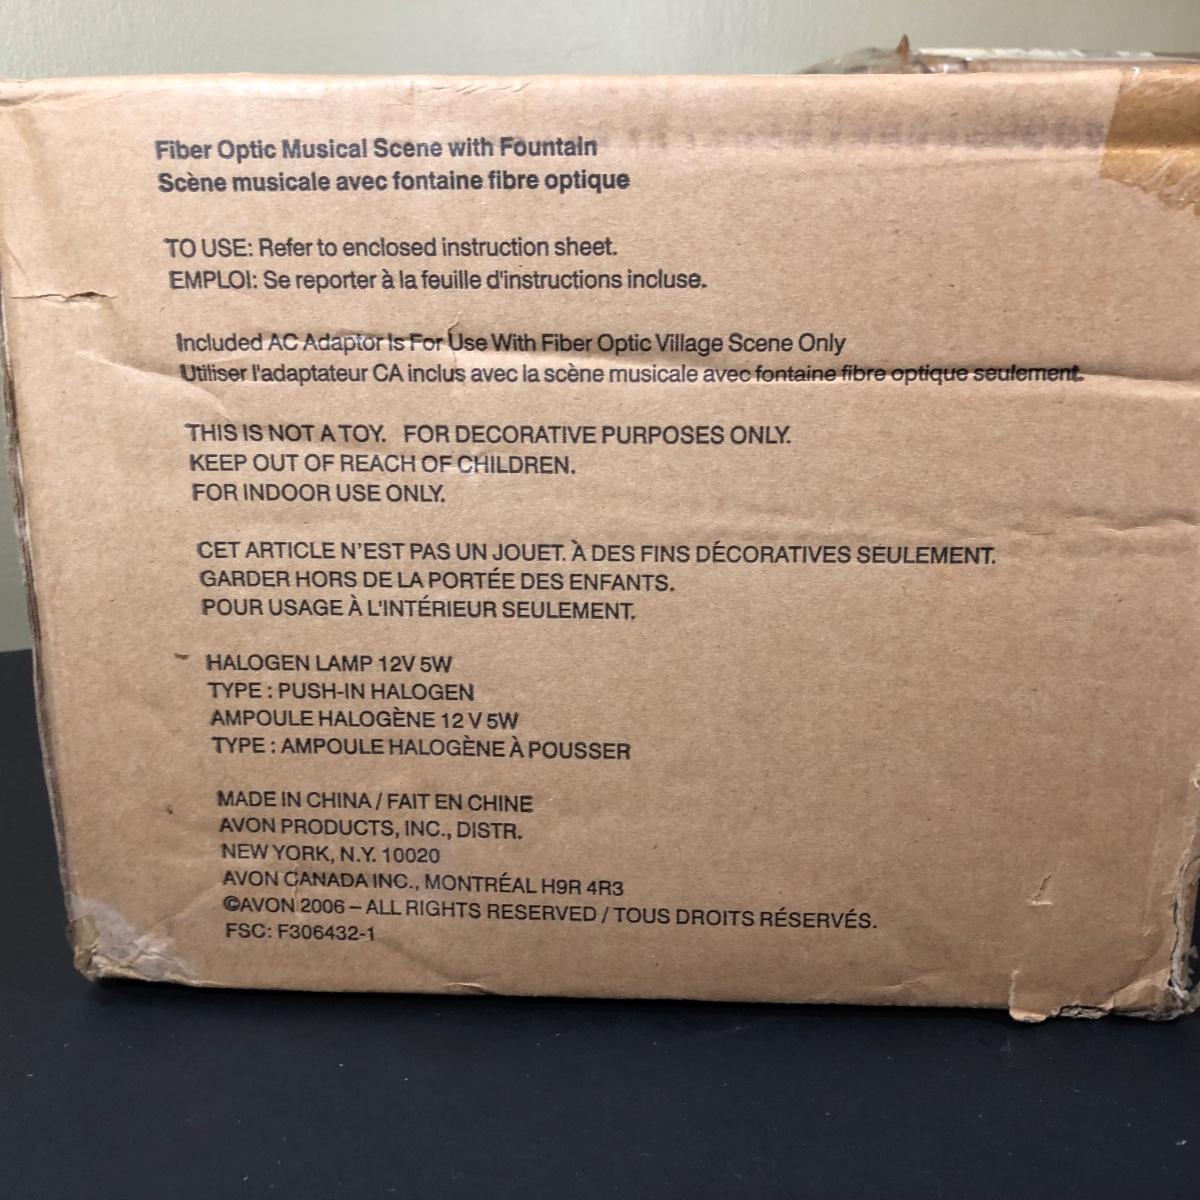 Fiber Optic Musical Scene with Fountain
Scène musicale avec fontaine fibre optique
TO USE: Refer to enclosed instruction sheet.
EMPLOI: Se reporter à la feuille d'instructions incluse.
Included AC Adaptor Is For Use With Fiber Optic Village Scene Only
Utiliser l'adaptateur CA inclus avec la scène musicale avec fontaine fibre optique seulement.
THIS IS NOT A TOY. FOR DECORATIVE PURPOSES ONLY.
KEEP OUT OF REACH OF CHILDREN.
FOR INDOOR USE ONLY.
CET ARTICLE N'EST PAS UN JOUET. À DES FINS DÉCORATIVES SEULEMENT.
GARDER HORS DE LA PORTÉE DES ENFANTS.
POUR USAGE À L'INTÉRIEUR SEULEMENT.
HALOGEN LAMP 12V 5W
TYPE : PUSH-IN HALOGEN
AMPOULE HALOGÈNE 12 V 5W
TYPE : AMPOULE HALOGÈNE À POUSSER
MADE IN CHINA / FAIT EN CHINE
AVON PRODUCTS, INC., DISTR.
NEW YORK, N.Y. 10020
AVON CANADA INC., MONTRÉAL H9R 4R3
©AVON 2006 – ALL RIGHTS RESERVED / TOUS DROITS RÉSERVÉS.
FSC: F306432-1